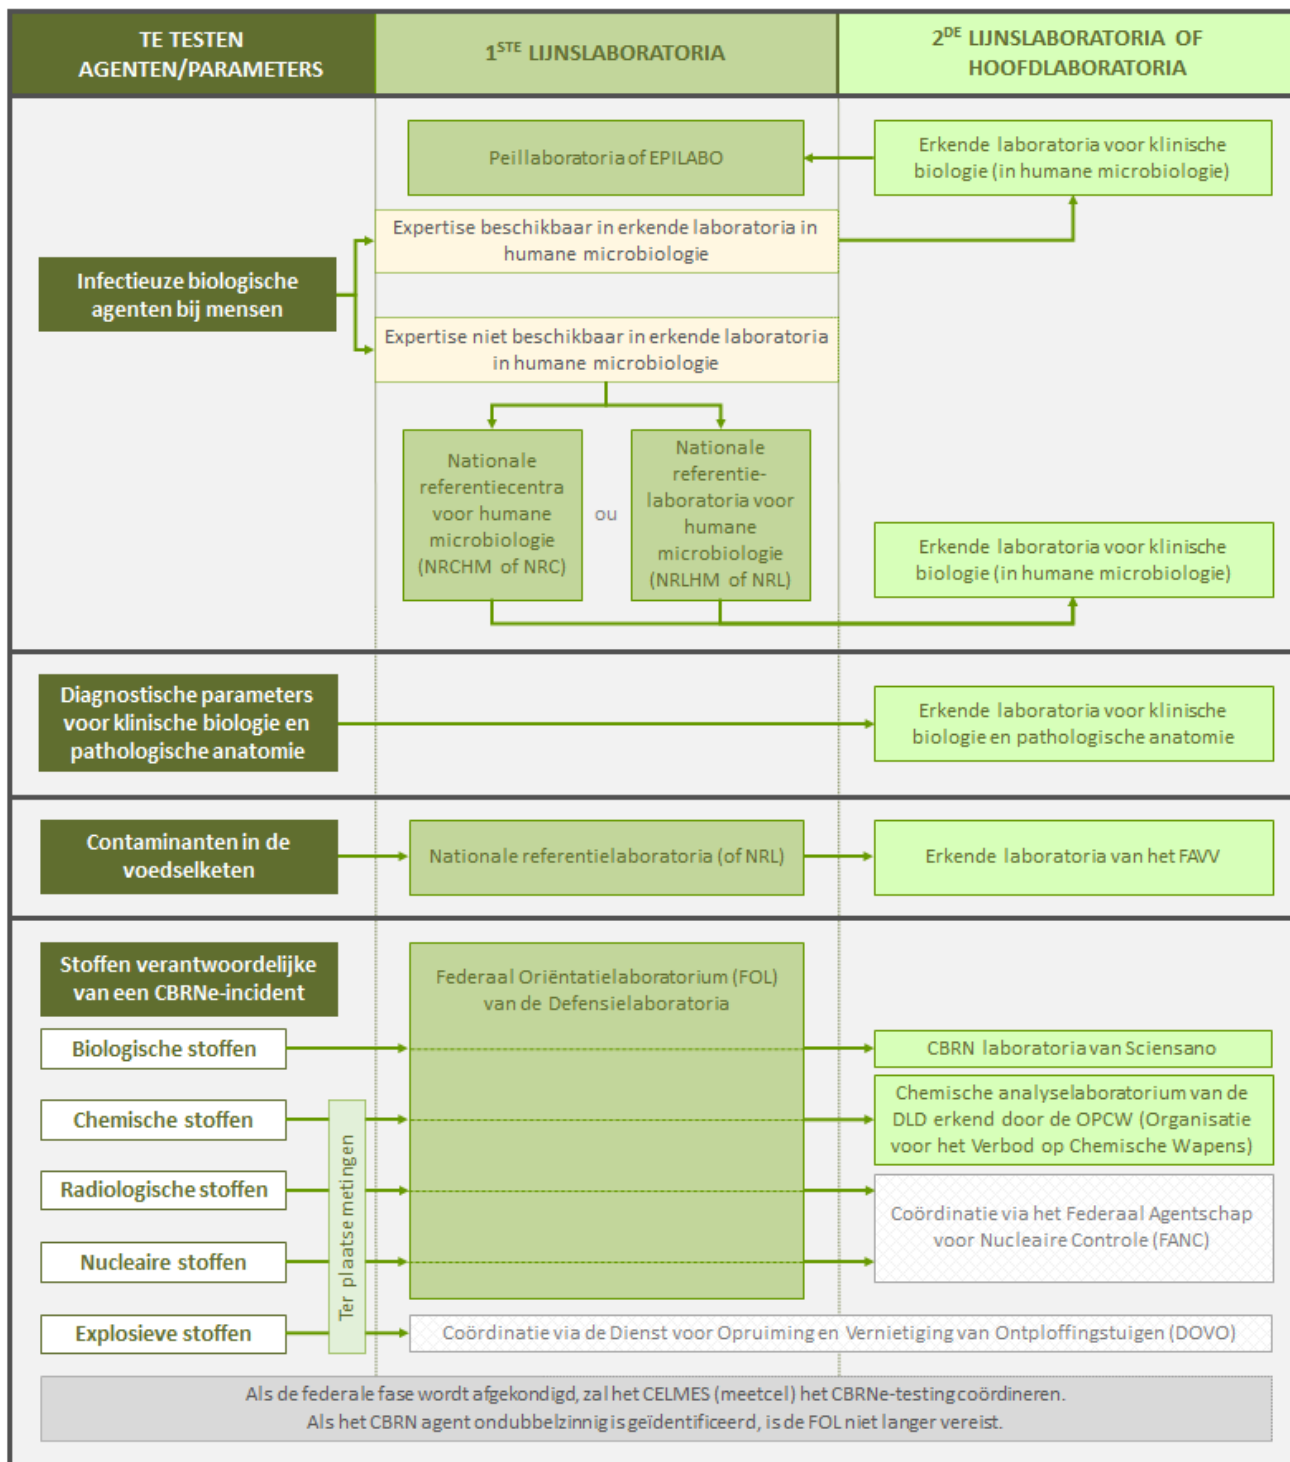 TE TESTEN
AGENTEN/PARAMETERS
1STE LIJNSLABORATORIA
2DE LIJNSLABORATORIA OF
HOOFDLABORATORIA
Peillaboratoria of EPILABO
Erkende laboratoria voor klinische
biologie (in humane microbiologie)
Expertise beschikbaar in erkende laboratoria in
humane microbiologie
Infectieuze biologische
agenten bij mensen
Expertise niet beschikbaar in erkende laboratoria
in humane microbiologie
Nationale
referentiecentra
voor humane
microbiologie
(NRCHM of NRC)
ou
Nationale
referentie-
laboratoria voor
humane
microbiologie
(NRLHM of NRL)
Erkende laboratoria voor klinische
biologie (in humane microbiologie)
Diagnostische parameters
voor klinische biologie en
pathologische anatomie
Erkende laboratoria voor klinische
biologie en pathologische anatomie
Contaminanten in de
voedselketen
Nationale referentielaboratoria (of NRL)
Erkende laboratoria van het FAVV
Stoffen verantwoordelijke
van een CBRNe-incident
Federaal Oriëntatielaboratorium (FOL)
van de Defensielaboratoria
Biologische stoffen
CBRN laboratoria van Sciensano
Chemische stoffen
Chemische analyselaboratorium van de
DLD erkend door de OPCW (Organisatie
voor het Verbod op Chemische Wapens)
Radiologische stoffen
Coördinatie via het Federaal Agentschap
voor Nucleaire Controle (FANC)
Nucleaire stoffen
Ter plaatse metingen
Explosieve stoffen
Coördinatie via de Dienst voor Opruiming en Vernietiging van Ontploffingstuigen (DOVO)
Als de federale fase wordt afgekondigd, zal het CELMES (meetcel) het CBRNe-testing coördineren.
Als het CBRN agent ondubbelzinnig is geïdentificeerd, is de FOL niet langer vereist.